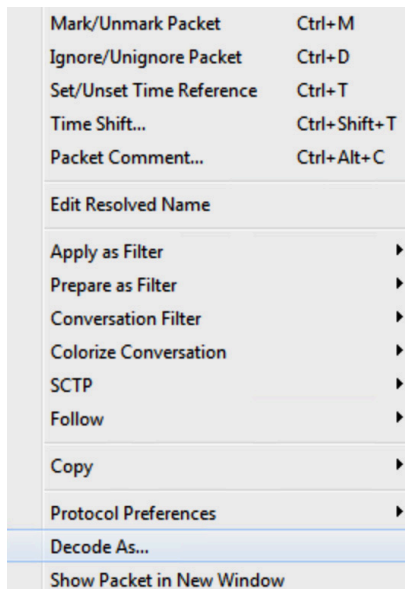 Mark/Unmark Packet Ctrl+M
Ignore/Unignore Packet Ctrl+D
Set/Unset Time Reference Ctrl+T
Time Shift... Ctrl+Shift+T
Packet Comment... Ctrl+Alt+C
Edit Resolved Name
Apply as Filter
Prepare as Filter
Conversation Filter
Colorize Conversation
SCTP
Follow
Copy
Protocol Preferences
Decode As...
Show Packet in New Window